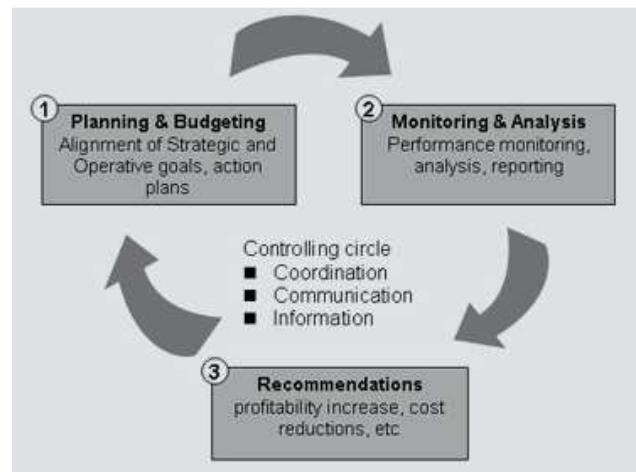 1
Planning & Budgeting
Alignment of Strategic and
Operative goals, action
plans
2
Monitoring & Analysis
Performance monitoring,
analysis, reporting
Controlling circle
■ Coordination
■ Communication
■ Information
3
Recommendations
profitability increase, cost
reductions, etc